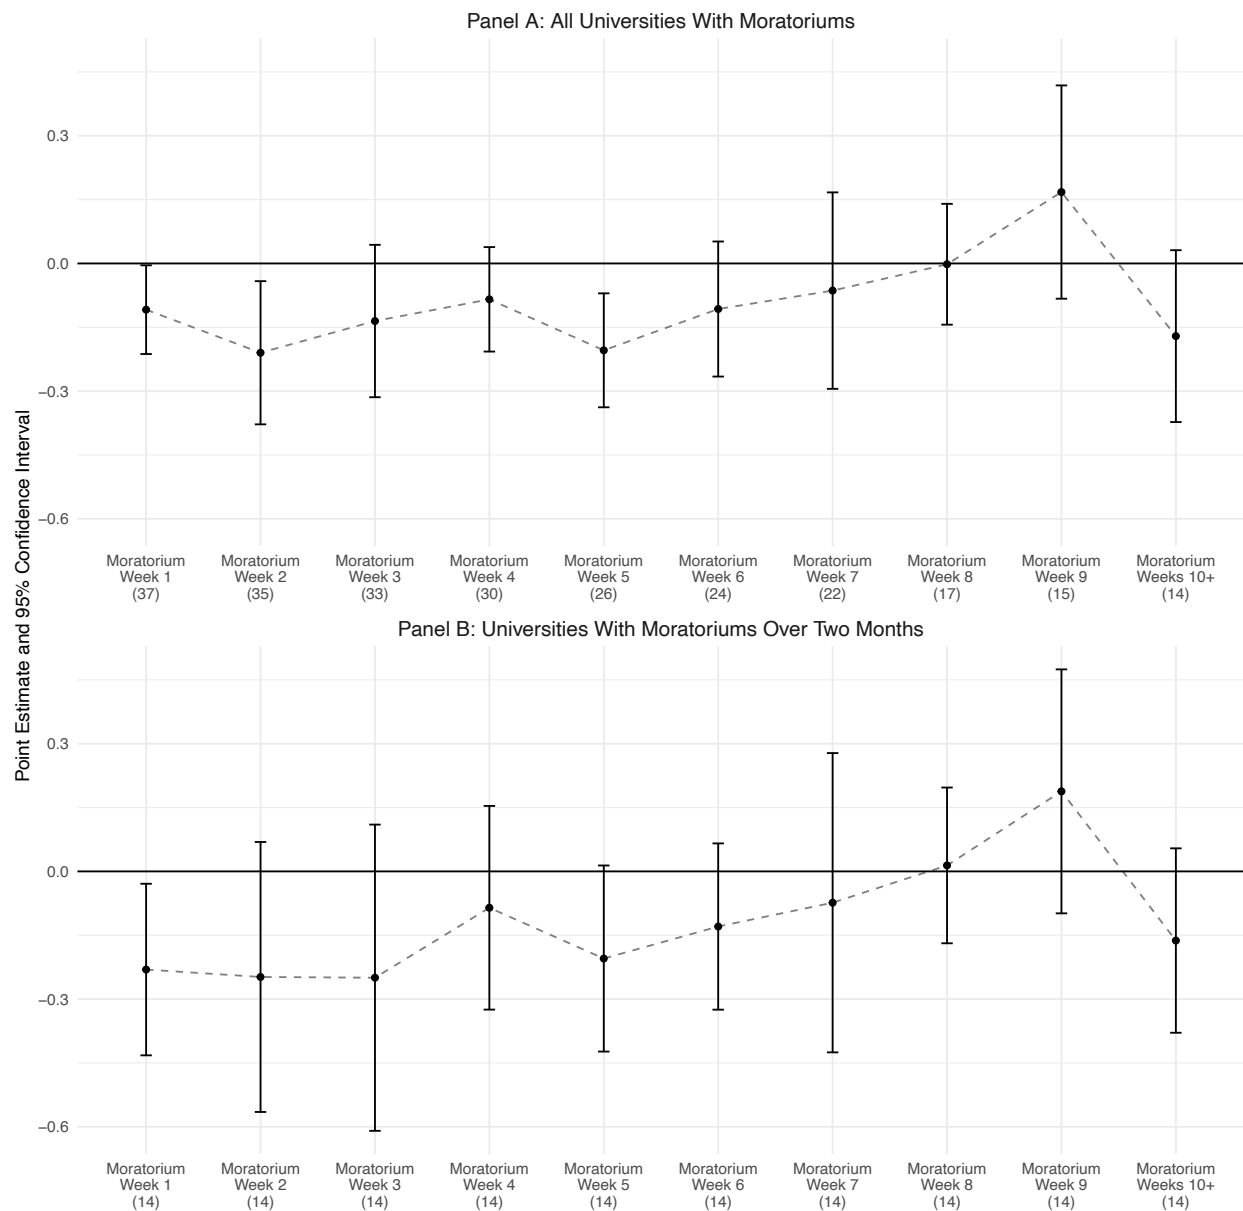 Panel A: All Universities With Moratoriums
0.3
0.0
−0.3
−0.6
Moratorium Week 1 (37)
Moratorium Week 2 (35)
Moratorium Week 3 (33)
Moratorium Week 4 (30)
Moratorium Week 5 (26)
Moratorium Week 6 (24)
Moratorium Week 7 (22)
Moratorium Week 8 (17)
Moratorium Week 9 (15)
Moratorium Weeks 10+ (14)
Point Estimate and 95% Confidence Interval
Panel B: Universities With Moratoriums Over Two Months
0.3
0.0
−0.3
−0.6
Moratorium Week 1 (14)
Moratorium Week 2 (14)
Moratorium Week 3 (14)
Moratorium Week 4 (14)
Moratorium Week 5 (14)
Moratorium Week 6 (14)
Moratorium Week 7 (14)
Moratorium Week 8 (14)
Moratorium Week 9 (14)
Moratorium Weeks 10+ (14)